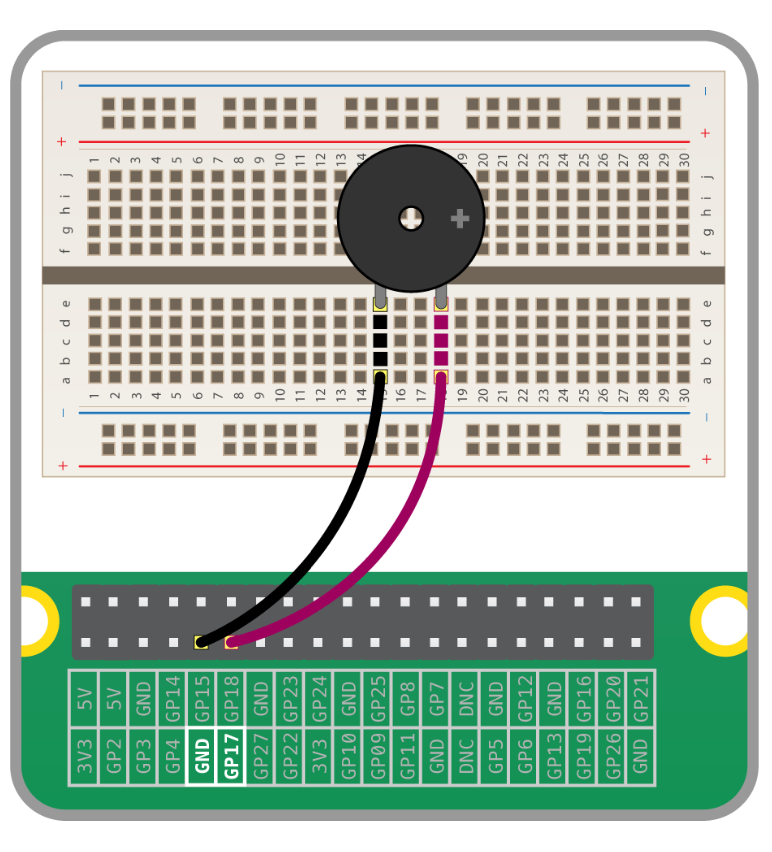 − −
+ +
1 2 3 4 5 6 7 8 9 10 11 12 13 14 19 20 21 22 23 24 25 26 27 28 29 30
j j
i i
h h
g g
f f
+
e e
d d
c c
b b
a a
1 2 3 4 5 6 7 8 9 10 11 12 13 14 16 17 19 20 21 22 23 24 25 26 27 28 29 30
− −
+ +
5V 5V GND GP14 GP15 GP18 GND GP23 GP24 GND GP25 GP8 GP7 DNC GND GP12 GND GP16 GP20 GP21
3V3 GP2 GP3 GP4 GND GP17 GP27 GP22 3V3 GP10 GP09 GP11 GND DNC GP5 GP6 GP13 GP19 GP26 GND